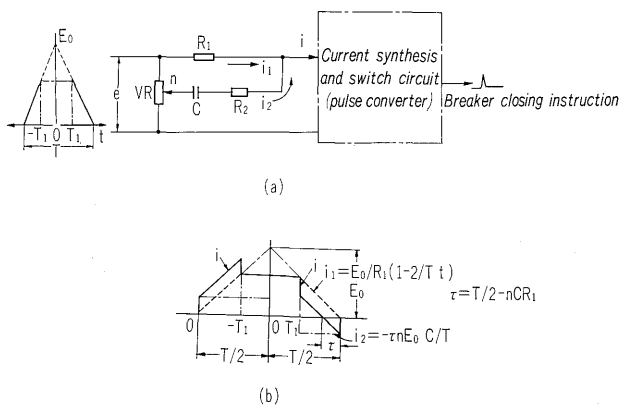 E₀
-T₁ 0 T₁ t
T
e
VR
n
R₁
i₁
C
R₂
i₂
i
Current synthesis
and switch circuit
(pulse converter)
Breaker closing instruction
(a)
i
i
i₁=E₀/R₁(1-2/T t)
E₀
τ=T/2-nCR₁
0 -T₁ 0 T₁
i₂=-τnE₀ C/T
T/2 T/2 τ
(b)